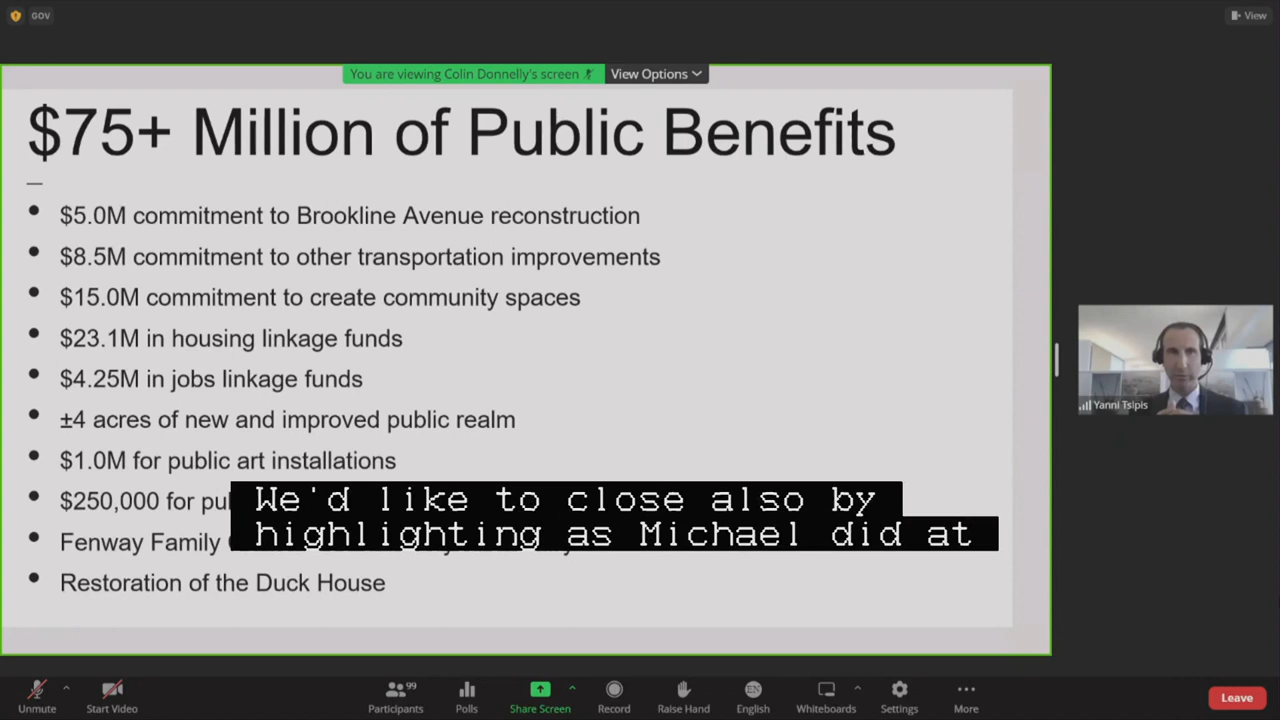 GOV
View
You are viewing Colin Donnelly's screen
View Options
$75+ Million of Public Benefits
$5.0M commitment to Brookline Avenue reconstruction
$8.5M commitment to other transportation improvements
$15.0M commitment to create community spaces
$23.1M in housing linkage funds
$4.25M in jobs linkage funds
±4 acres of new and improved public realm
$1.0M for public art installations
$250,000 for
We'd like to close also by
highlighting as Michael did at
Fenway Family
Restoration of the Duck House
Yanni Tsipis
Unmute
Start Video
99
Participants
Polls
Share Screen
Record
Raise Hand
EN
English
Whiteboards
Settings
More
Leave